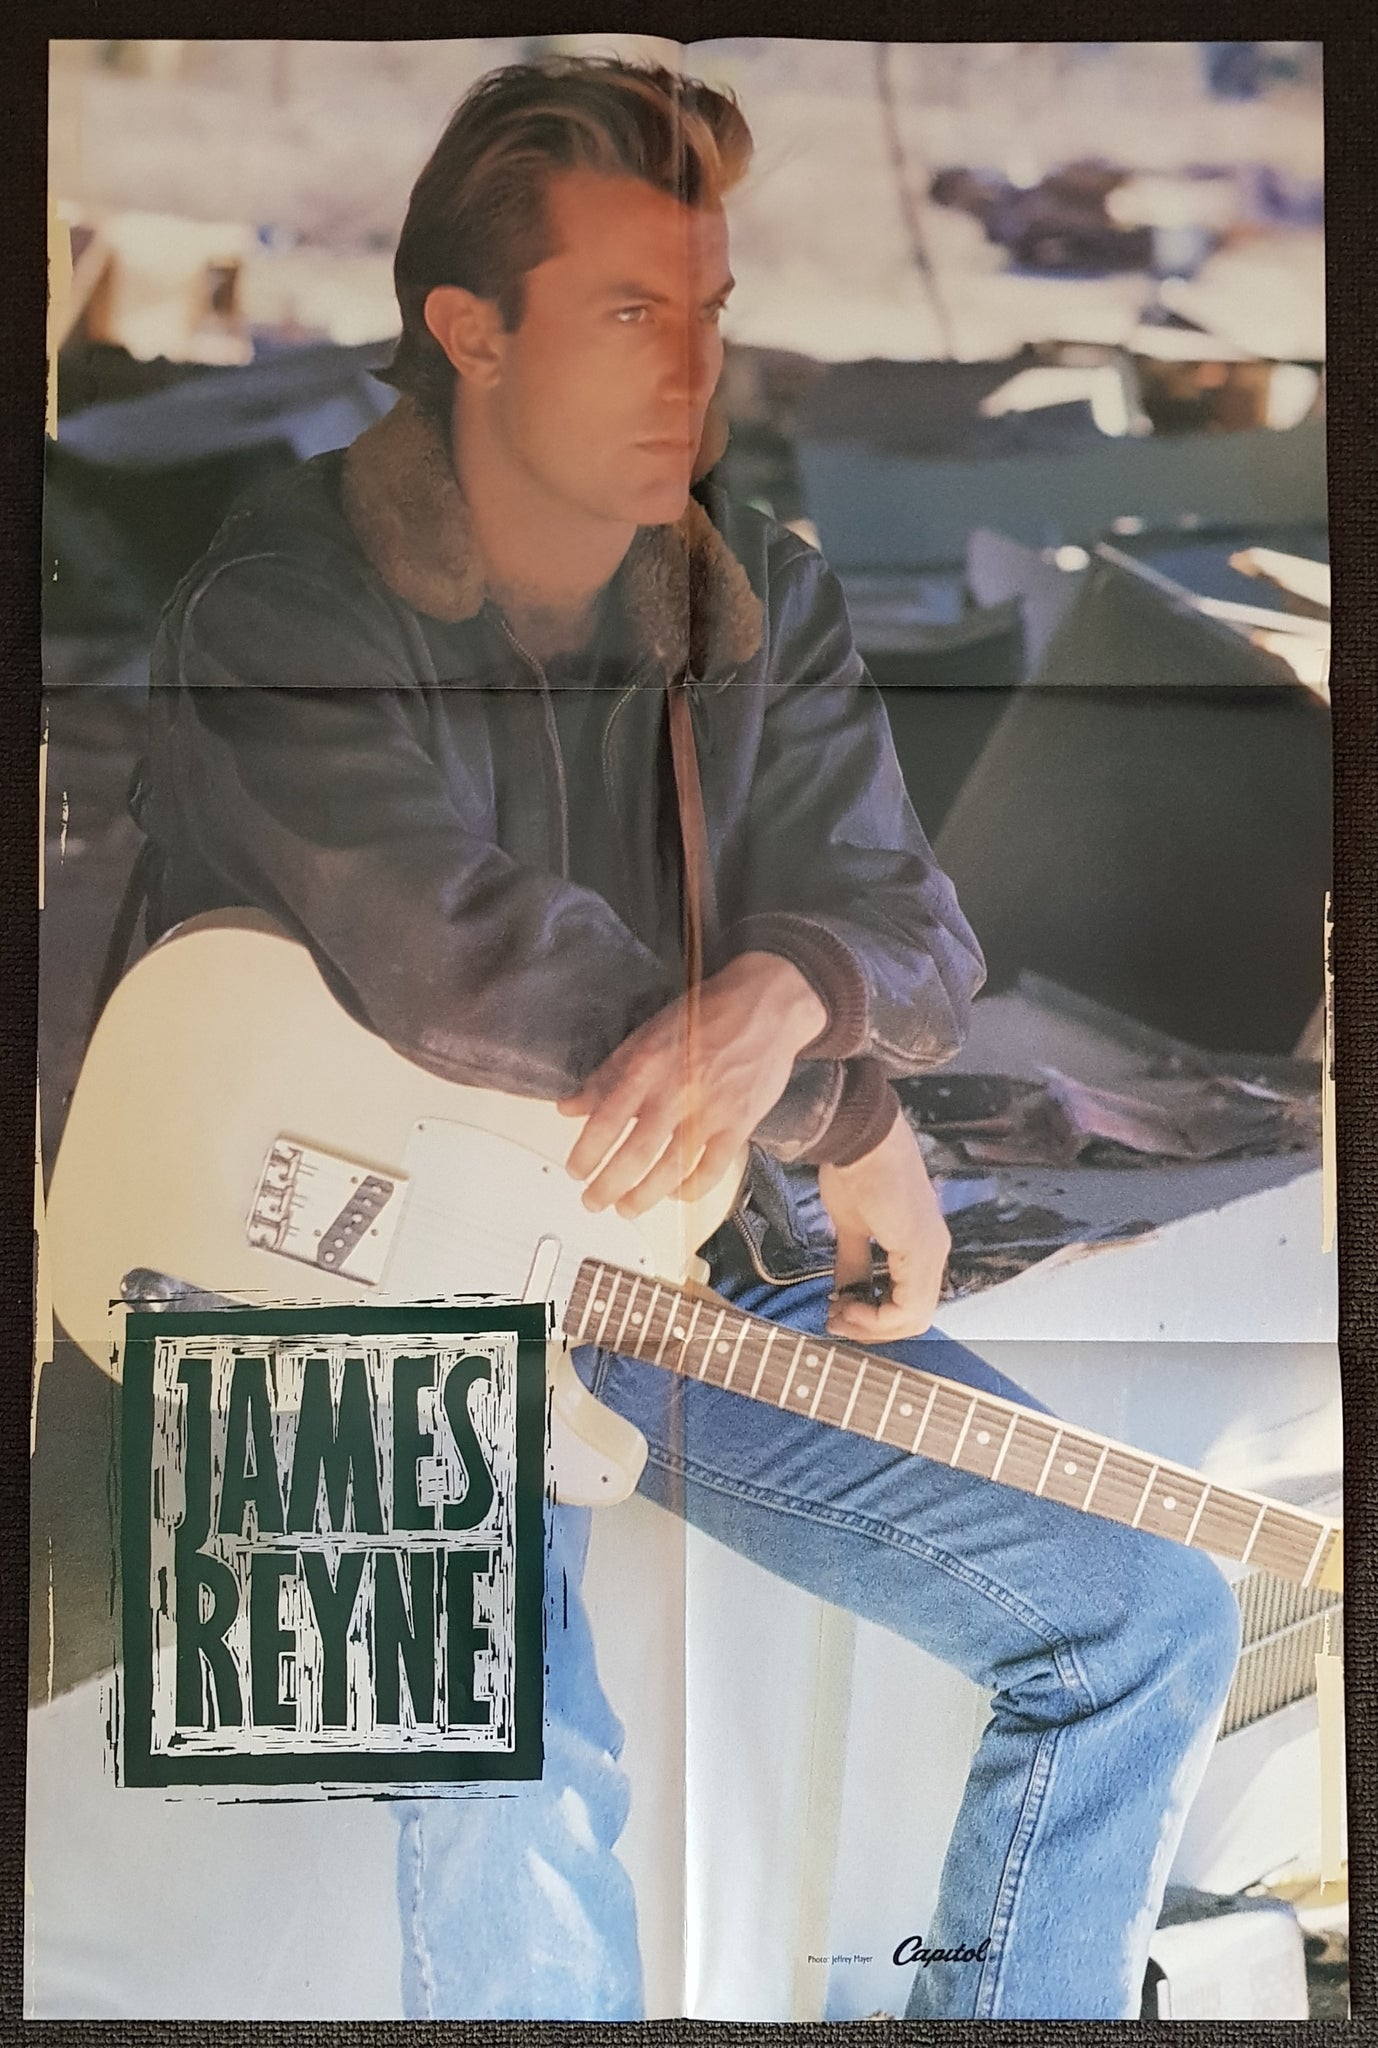 JAMES
REYNE
Photo: Jeffrey Mayer
Capitol